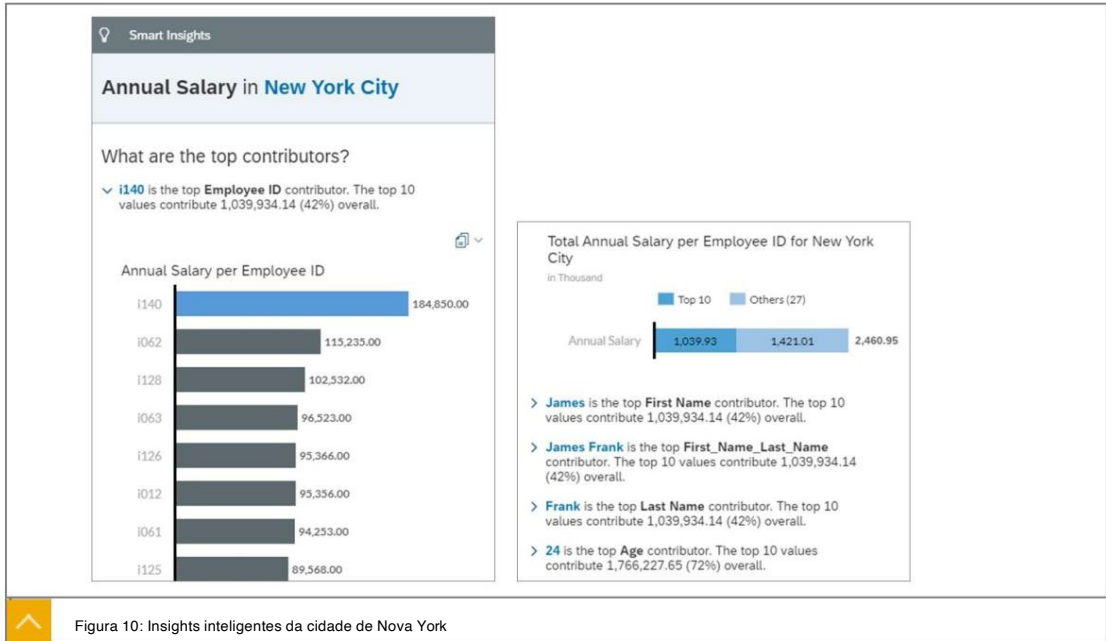 Smart Insights
Annual Salary in New York City
What are the top contributors?
i140 is the top Employee ID contributor. The top 10
values contribute 1,039,934.14 (42%) overall.
Annual Salary per Employee ID
i140 184,850.00
i062 115,235.00
i128 102,532.00
i063 96,523.00
i126 95,366.00
i012 95,356.00
i061 94,253.00
i125 89,568.00
Total Annual Salary per Employee ID for New York
City
in Thousand
Top 10 Others (27)
Annual Salary 1,039.93 1,421.01 2,460.95
James is the top First Name contributor. The top 10
values contribute 1,039,934.14 (42%) overall.
James Frank is the top First_Name_Last_Name
contributor. The top 10 values contribute 1,039,934.14
(42%) overall.
Frank is the top Last Name contributor. The top 10
values contribute 1,039,934.14 (42%) overall.
24 is the top Age contributor. The top 10 values
contribute 1,766,227.65 (72%) overall.
Figura 10: Insights inteligentes da cidade de Nova York